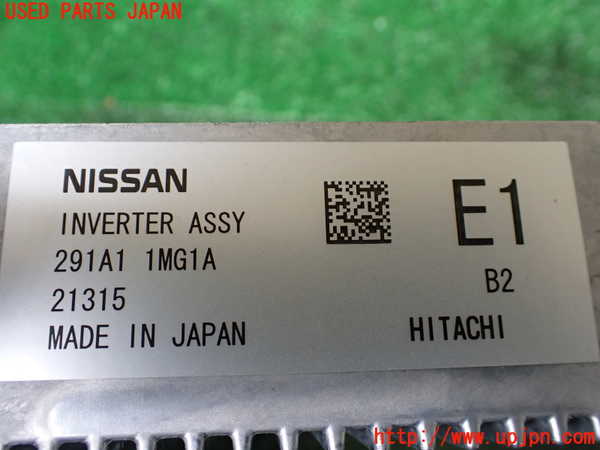 USED PARTS JAPAN
NISSAN
INVERTER ASSY
291A1 1MG1A
21315
MADE IN JAPAN
E1
B2
HITACHI
http://www.upjpn.com/